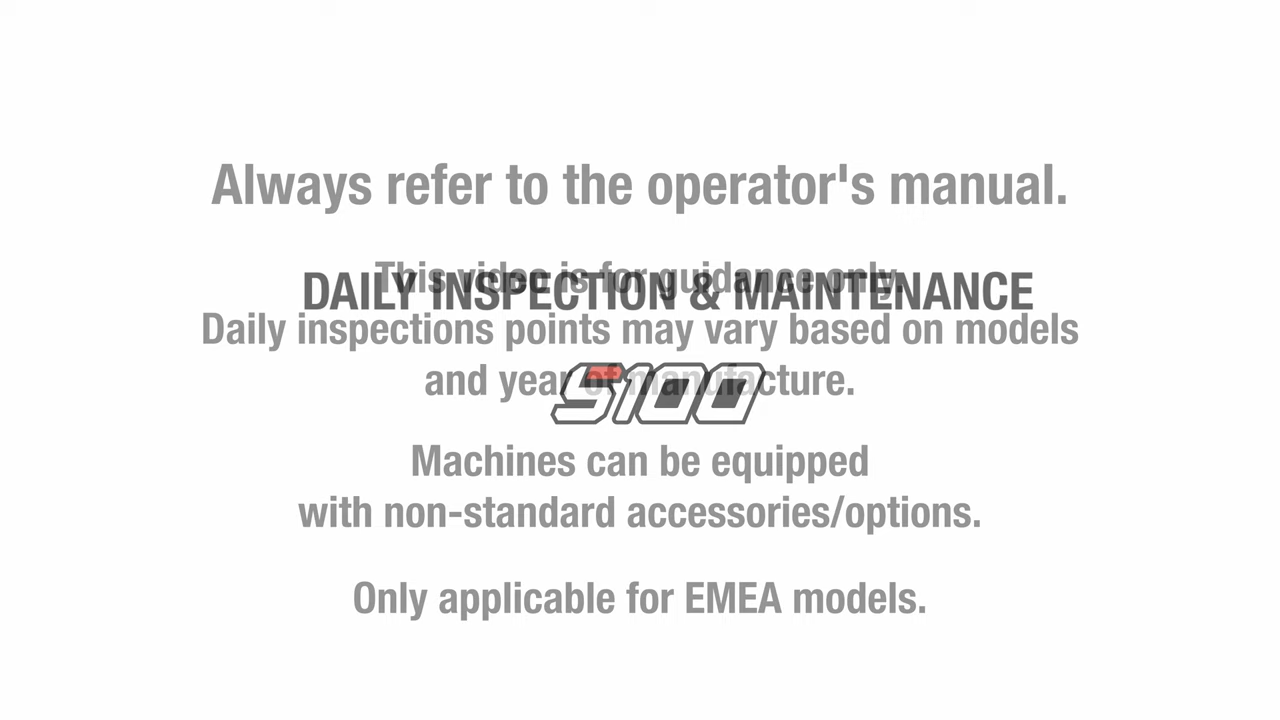 Always refer to the operator's manual.
This video is for guidance only.
DAILY INSPECTION & MAINTENANCE
Daily inspections points may vary based on models
and year of manufacture.
S100
Machines can be equipped
with non-standard accessories/options.
Only applicable for EMEA models.